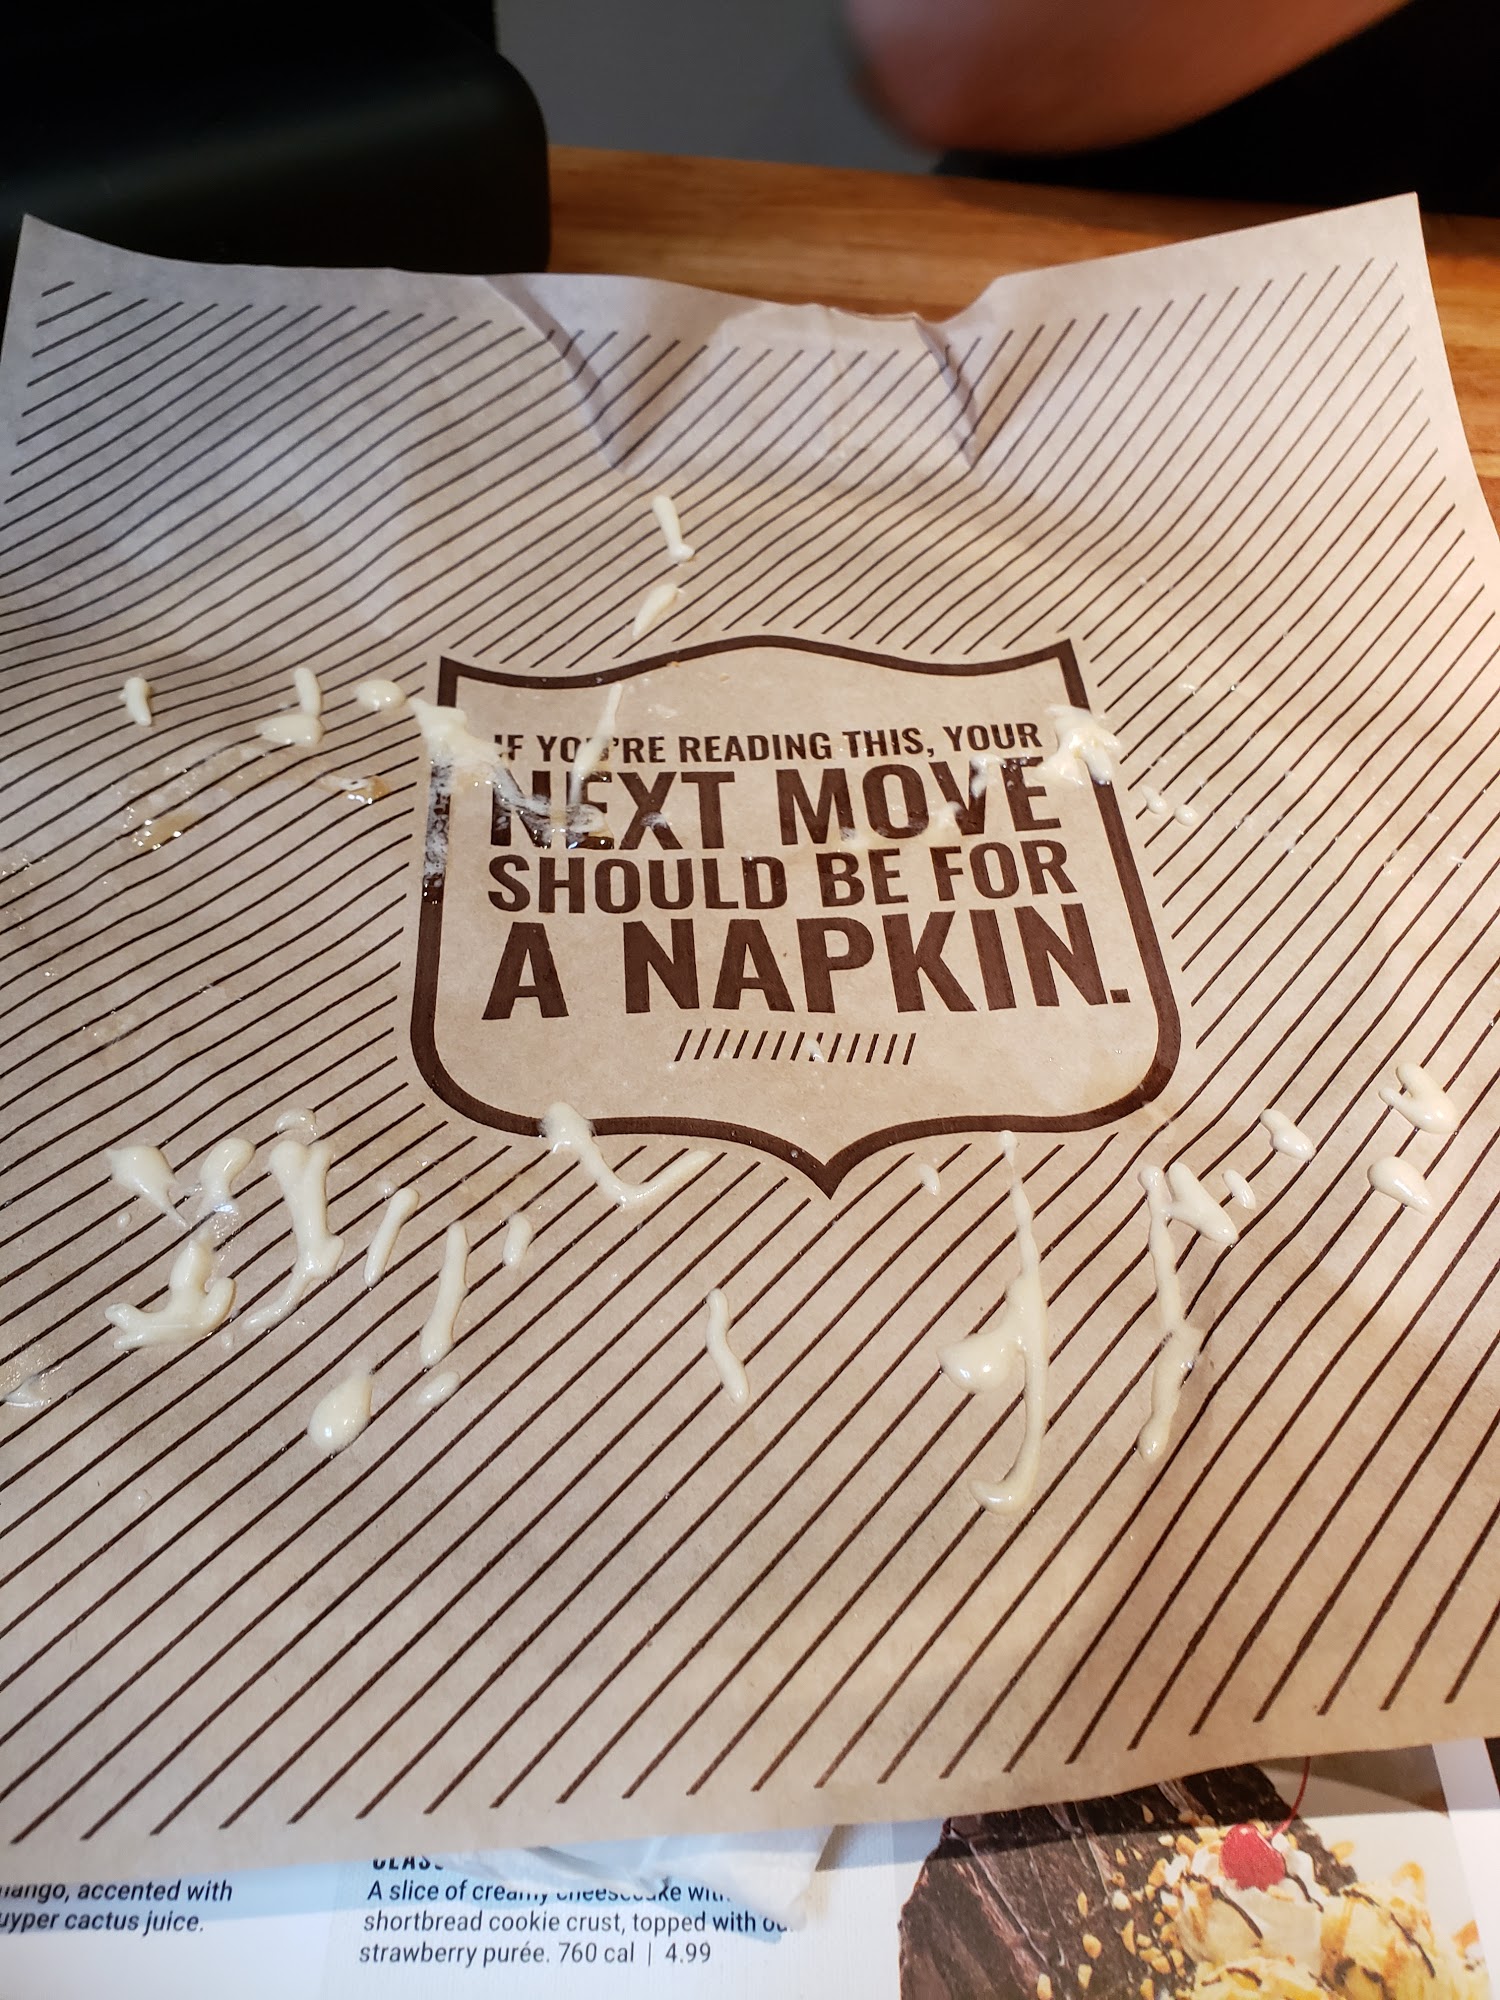 IF YOU'RE READING THIS, YOUR
NEXT MOVE
SHOULD BE FOR
A NAPKIN.
mango, accented with
uyper cactus juice.
A slice of creamy cheesecake with
shortbread cookie crust, topped with our
strawberry purée. 760 cal | 4.99